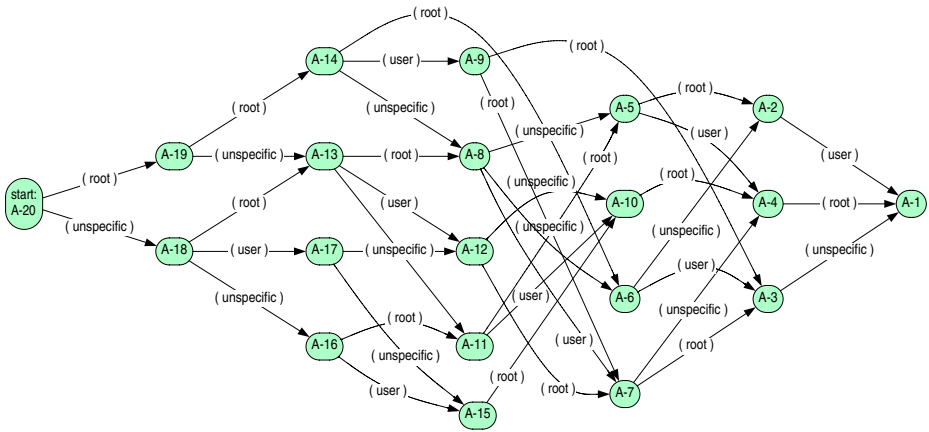 ( root )
A-14
( user )
A-9
( root )
( root )
( root )
A-5
( root )
A-2
( unspecific )
( unspecific )
( user )
( user )
A-19
( unspecific )
A-13
( root )
A-8
( root )
( root )
( unspecific )
( root )
start:
A-20
( root )
( user )
A-10
A-4
( root )
A-1
( unspecific )
( unspecific )
( unspecific )
A-18
( user )
A-17
( unspecific )
A-12
( unspecific )
( user )
( unspecific )
( user )
A-6
A-3
( unspecific )
( root )
( unspecific )
A-16
( unspecific )
A-11
( user )
( root )
( user )
( root )
( root )
A-7
A-15